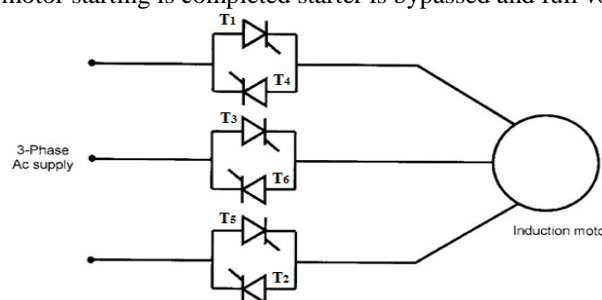 motor starting is completed starter is bypassed and full
T1
T4
T3
3-Phase
Ac supply
T6
T5
Induction
T2